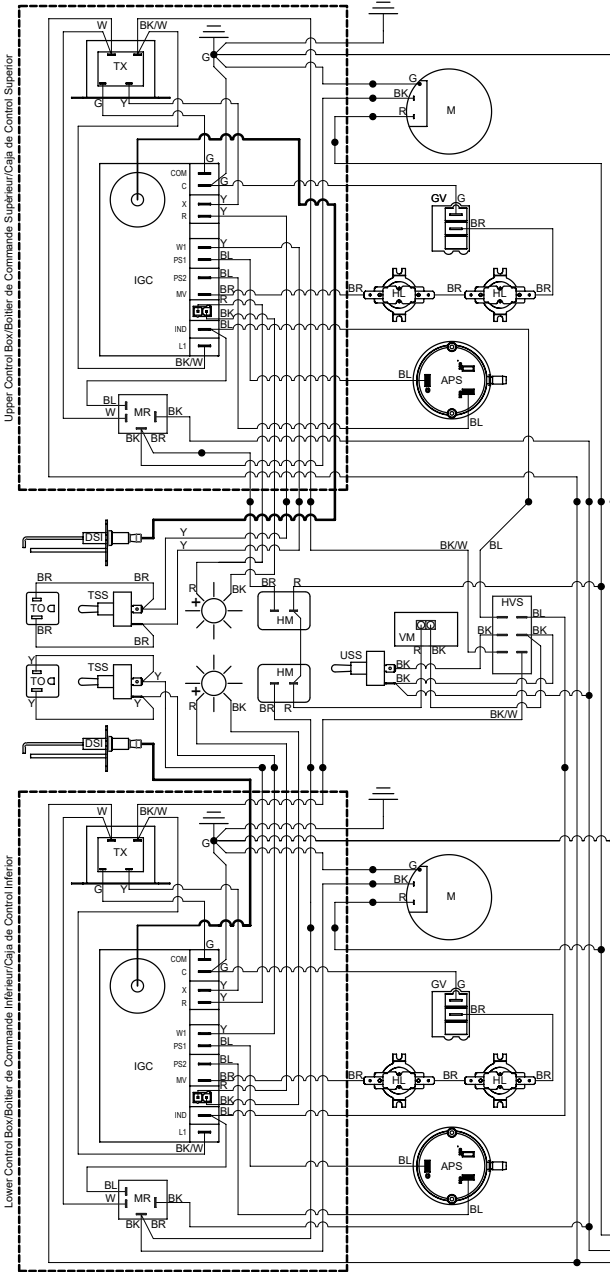 Upper Control Box/Boîtier de Commande Supérieur/Caja de Control Superior
W
BK/W
TX
G
Y
G
G
BK
M
R
G
COM
C
G
X
Y
R
Y
GV
G
BR
IGC
W1
Y
PS1
BL
PS2
BL
MV
BR
R
BK
IND
BL
L1
BK/W
BR
HL
BR
HL
BR
BL
APS
BL
BL
W
MR
BK
BK
BR
DSI
Y
Y
BK/W
BL
BR
TO
BR
BR
TSS
BR
R
+
BK
BR
R
HM
VM
R
BK
HVS
BL
BK
BK
USS
BK
BK
Y
TO
Y
TSS
Y
Y
R
+
BK
HM
BR
R
BK/W
DSI
Lower Control Box/Boîtier de Commande Inférieur/Caja de Control Inferior
W
BK/W
TX
G
Y
G
G
BK
M
R
G
COM
C
G
X
Y
R
Y
GV
G
BR
IGC
W1
Y
PS1
BL
PS2
BL
MV
BR
R
BK
IND
BL
L1
BK/W
BR
HL
BR
HL
BR
BL
APS
BL
BL
W
MR
BK
BK
BR